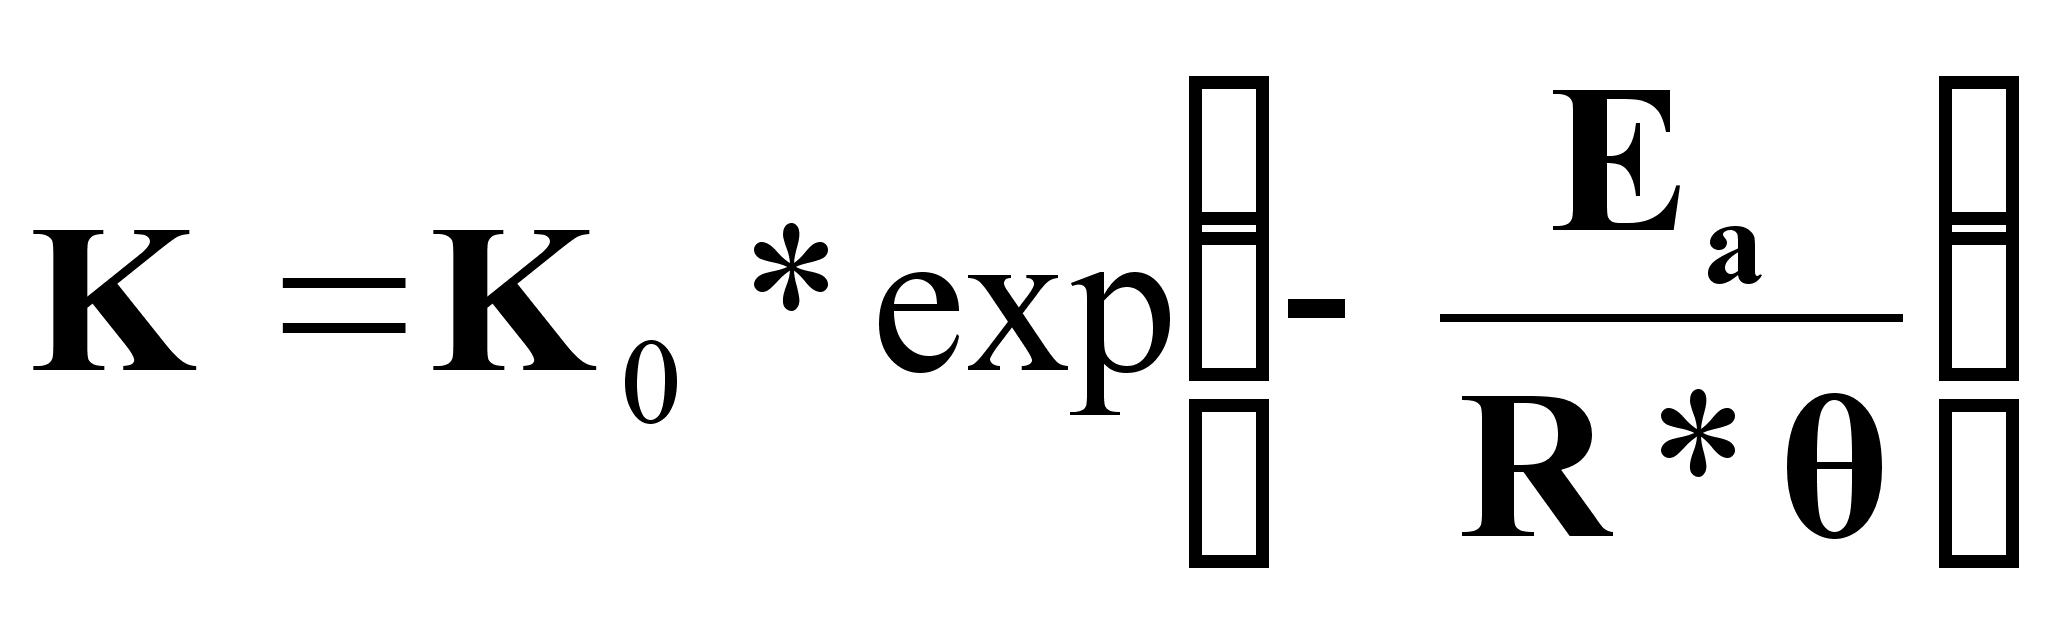 K = K₀ * exp(- Eₐ / R * θ)